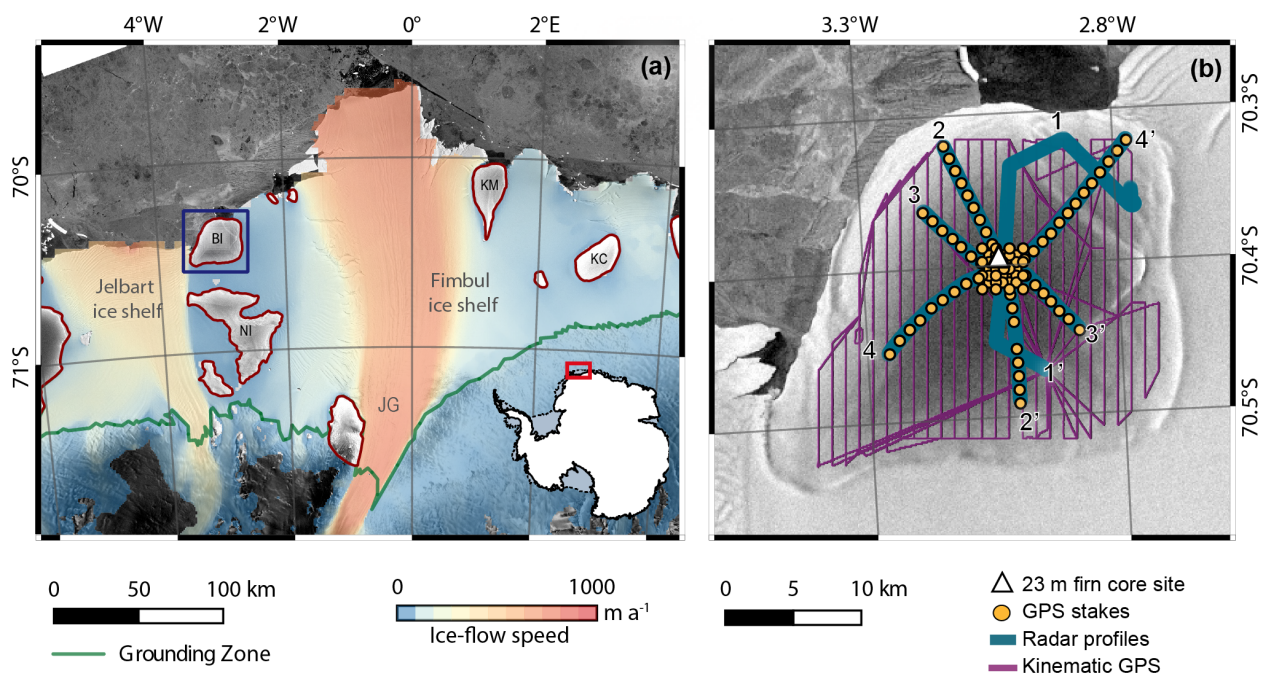 4°W 2°W 0° 2°E
(a)
70°S
71°S
BI
KM
KC
NI
JG
Jelbart
ice shelf
Fimbul
ice shelf
3.3°W 2.8°W
(b)
70.3°S
70.4°S
70.5°S
1
2
4’
3
3’
4
1’
2’
0 50 100 km
Grounding Zone
0 1000
m a-1
Ice-flow speed
0 5 10 km
23 m firn core site
GPS stakes
Radar profiles
Kinematic GPS